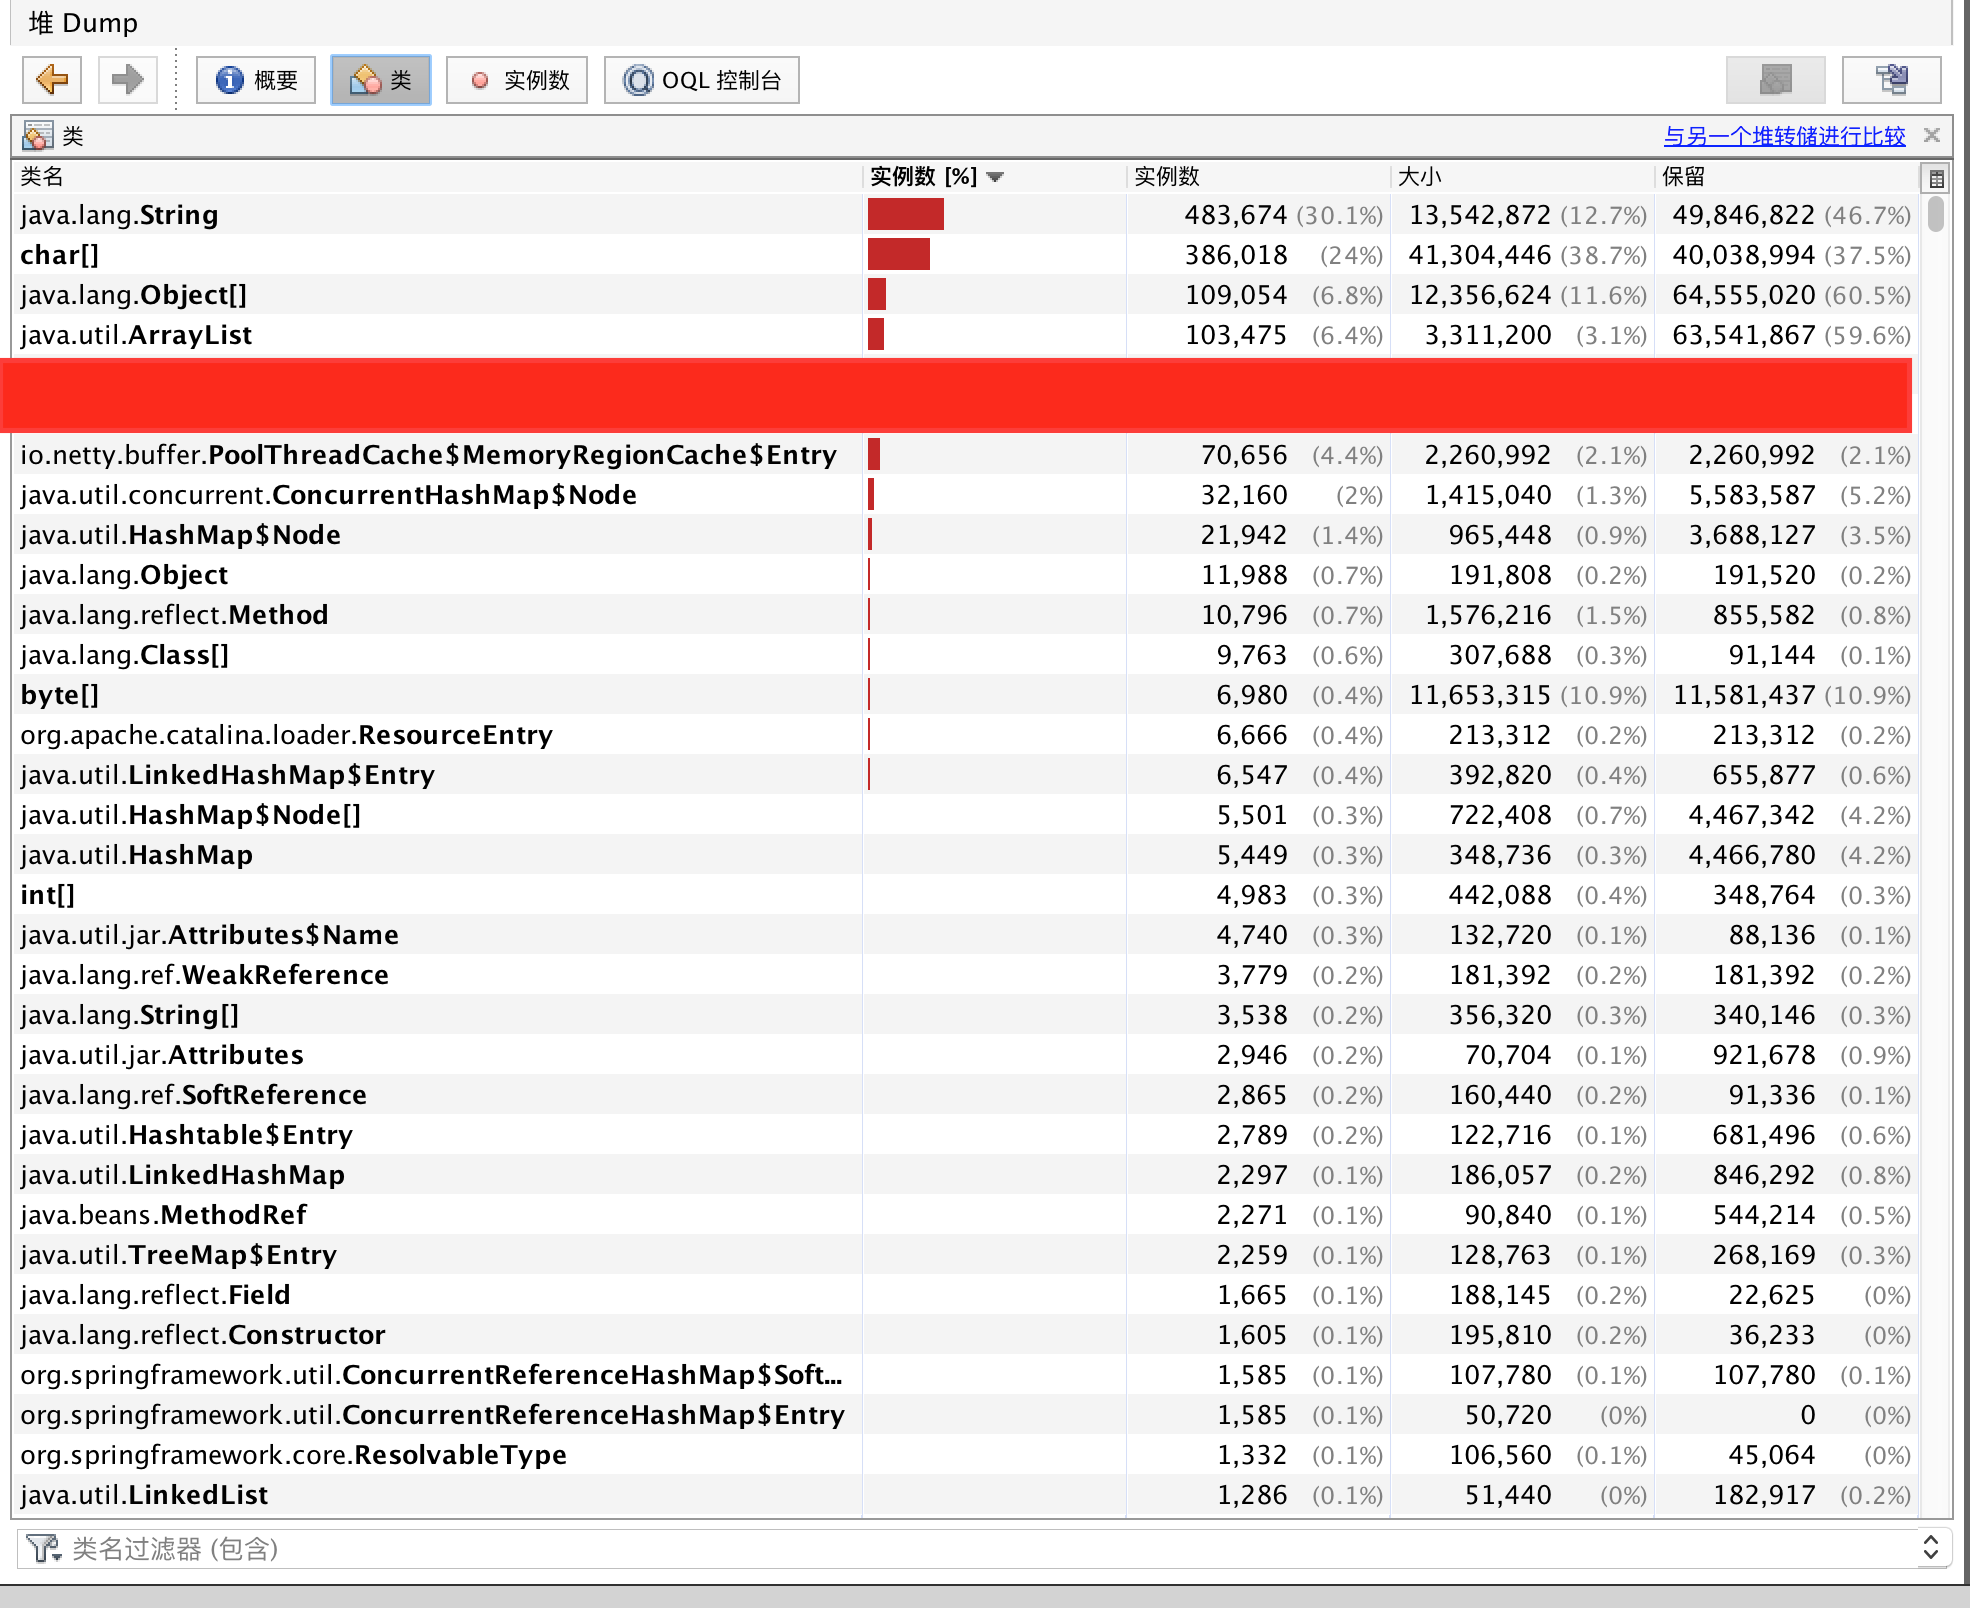 堆 Dump
概要 类 实例数 OQL 控制台
类 与另一个堆转储进行比较
类名 实例数 [%] 实例数 大小 保留
java.lang.String 483,674 (30.1%) 13,542,872 (12.7%) 49,846,822 (46.7%)
char[] 386,018 (24%) 41,304,446 (38.7%) 40,038,994 (37.5%)
java.lang.Object[] 109,054 (6.8%) 12,356,624 (11.6%) 64,555,020 (60.5%)
java.util.ArrayList 103,475 (6.4%) 3,311,200 (3.1%) 63,541,867 (59.6%)
io.netty.buffer.PoolThreadCache$MemoryRegionCache$Entry 70,656 (4.4%) 2,260,992 (2.1%) 2,260,992 (2.1%)
java.util.concurrent.ConcurrentHashMap$Node 32,160 (2%) 1,415,040 (1.3%) 5,583,587 (5.2%)
java.util.HashMap$Node 21,942 (1.4%) 965,448 (0.9%) 3,688,127 (3.5%)
java.lang.Object 11,988 (0.7%) 191,808 (0.2%) 191,520 (0.2%)
java.lang.reflect.Method 10,796 (0.7%) 1,576,216 (1.5%) 855,582 (0.8%)
java.lang.Class[] 9,763 (0.6%) 307,688 (0.3%) 91,144 (0.1%)
byte[] 6,980 (0.4%) 11,653,315 (10.9%) 11,581,437 (10.9%)
org.apache.catalina.loader.ResourceEntry 6,666 (0.4%) 213,312 (0.2%) 213,312 (0.2%)
java.util.LinkedHashMap$Entry 6,547 (0.4%) 392,820 (0.4%) 655,877 (0.6%)
java.util.HashMap$Node[] 5,501 (0.3%) 722,408 (0.7%) 4,467,342 (4.2%)
java.util.HashMap 5,449 (0.3%) 348,736 (0.3%) 4,466,780 (4.2%)
int[] 4,983 (0.3%) 442,088 (0.4%) 348,764 (0.3%)
java.util.jar.Attributes$Name 4,740 (0.3%) 132,720 (0.1%) 88,136 (0.1%)
java.lang.ref.WeakReference 3,779 (0.2%) 181,392 (0.2%) 181,392 (0.2%)
java.lang.String[] 3,538 (0.2%) 356,320 (0.3%) 340,146 (0.3%)
java.util.jar.Attributes 2,946 (0.2%) 70,704 (0.1%) 921,678 (0.9%)
java.lang.ref.SoftReference 2,865 (0.2%) 160,440 (0.2%) 91,336 (0.1%)
java.util.Hashtable$Entry 2,789 (0.2%) 122,716 (0.1%) 681,496 (0.6%)
java.util.LinkedHashMap 2,297 (0.1%) 186,057 (0.2%) 846,292 (0.8%)
java.beans.MethodRef 2,271 (0.1%) 90,840 (0.1%) 544,214 (0.5%)
java.util.TreeMap$Entry 2,259 (0.1%) 128,763 (0.1%) 268,169 (0.3%)
java.lang.reflect.Field 1,665 (0.1%) 188,145 (0.2%) 22,625 (0%)
java.lang.reflect.Constructor 1,605 (0.1%) 195,810 (0.2%) 36,233 (0%)
org.springframework.util.ConcurrentReferenceHashMap$Soft... 1,585 (0.1%) 107,780 (0.1%) 107,780 (0.1%)
org.springframework.util.ConcurrentReferenceHashMap$Entry 1,585 (0.1%) 50,720 (0%) 0 (0%)
org.springframework.core.ResolvableType 1,332 (0.1%) 106,560 (0.1%) 45,064 (0%)
java.util.LinkedList 1,286 (0.1%) 51,440 (0%) 182,917 (0.2%)
类名过滤器 (包含)